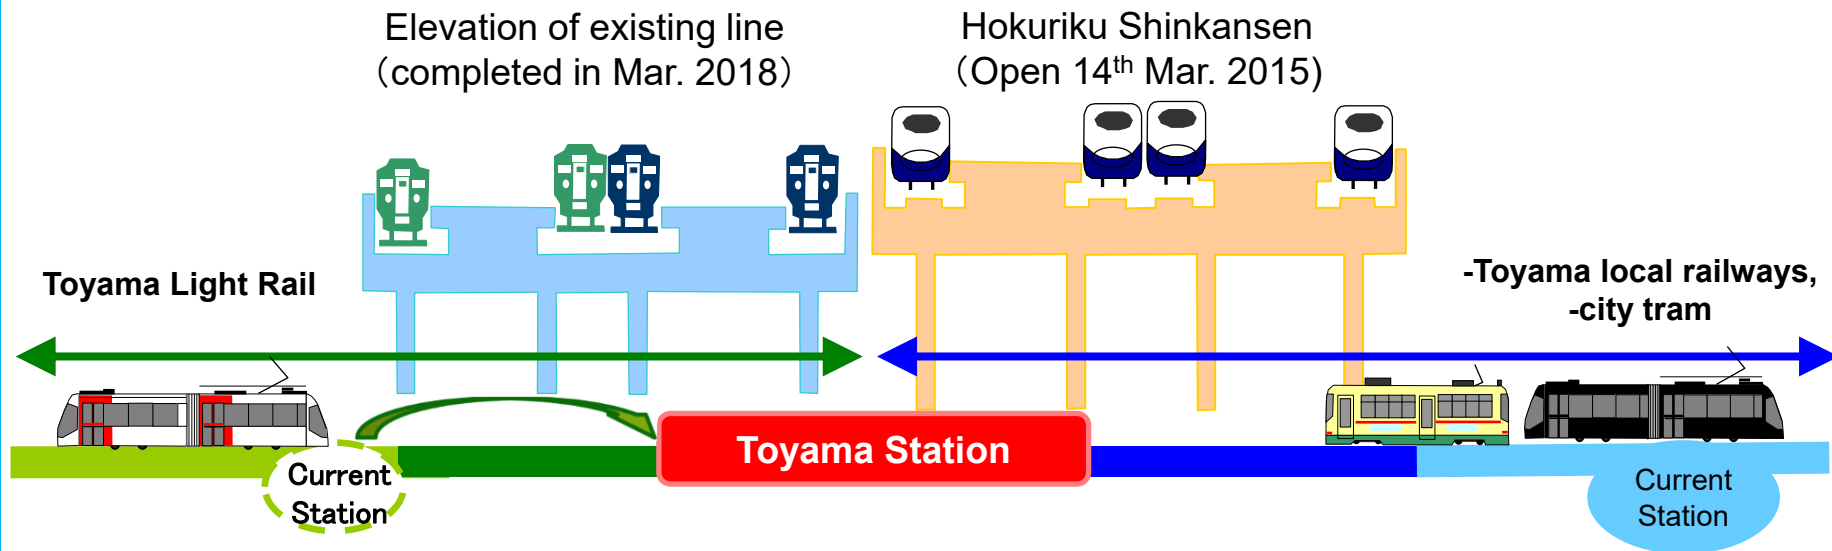 Elevation of existing line
（completed in Mar. 2018）
Hokuriku Shinkansen
（Open 14th Mar. 2015)
Toyama Light Rail
-Toyama local railways,
-city tram
Toyama Station
Current
Station
Current
Station